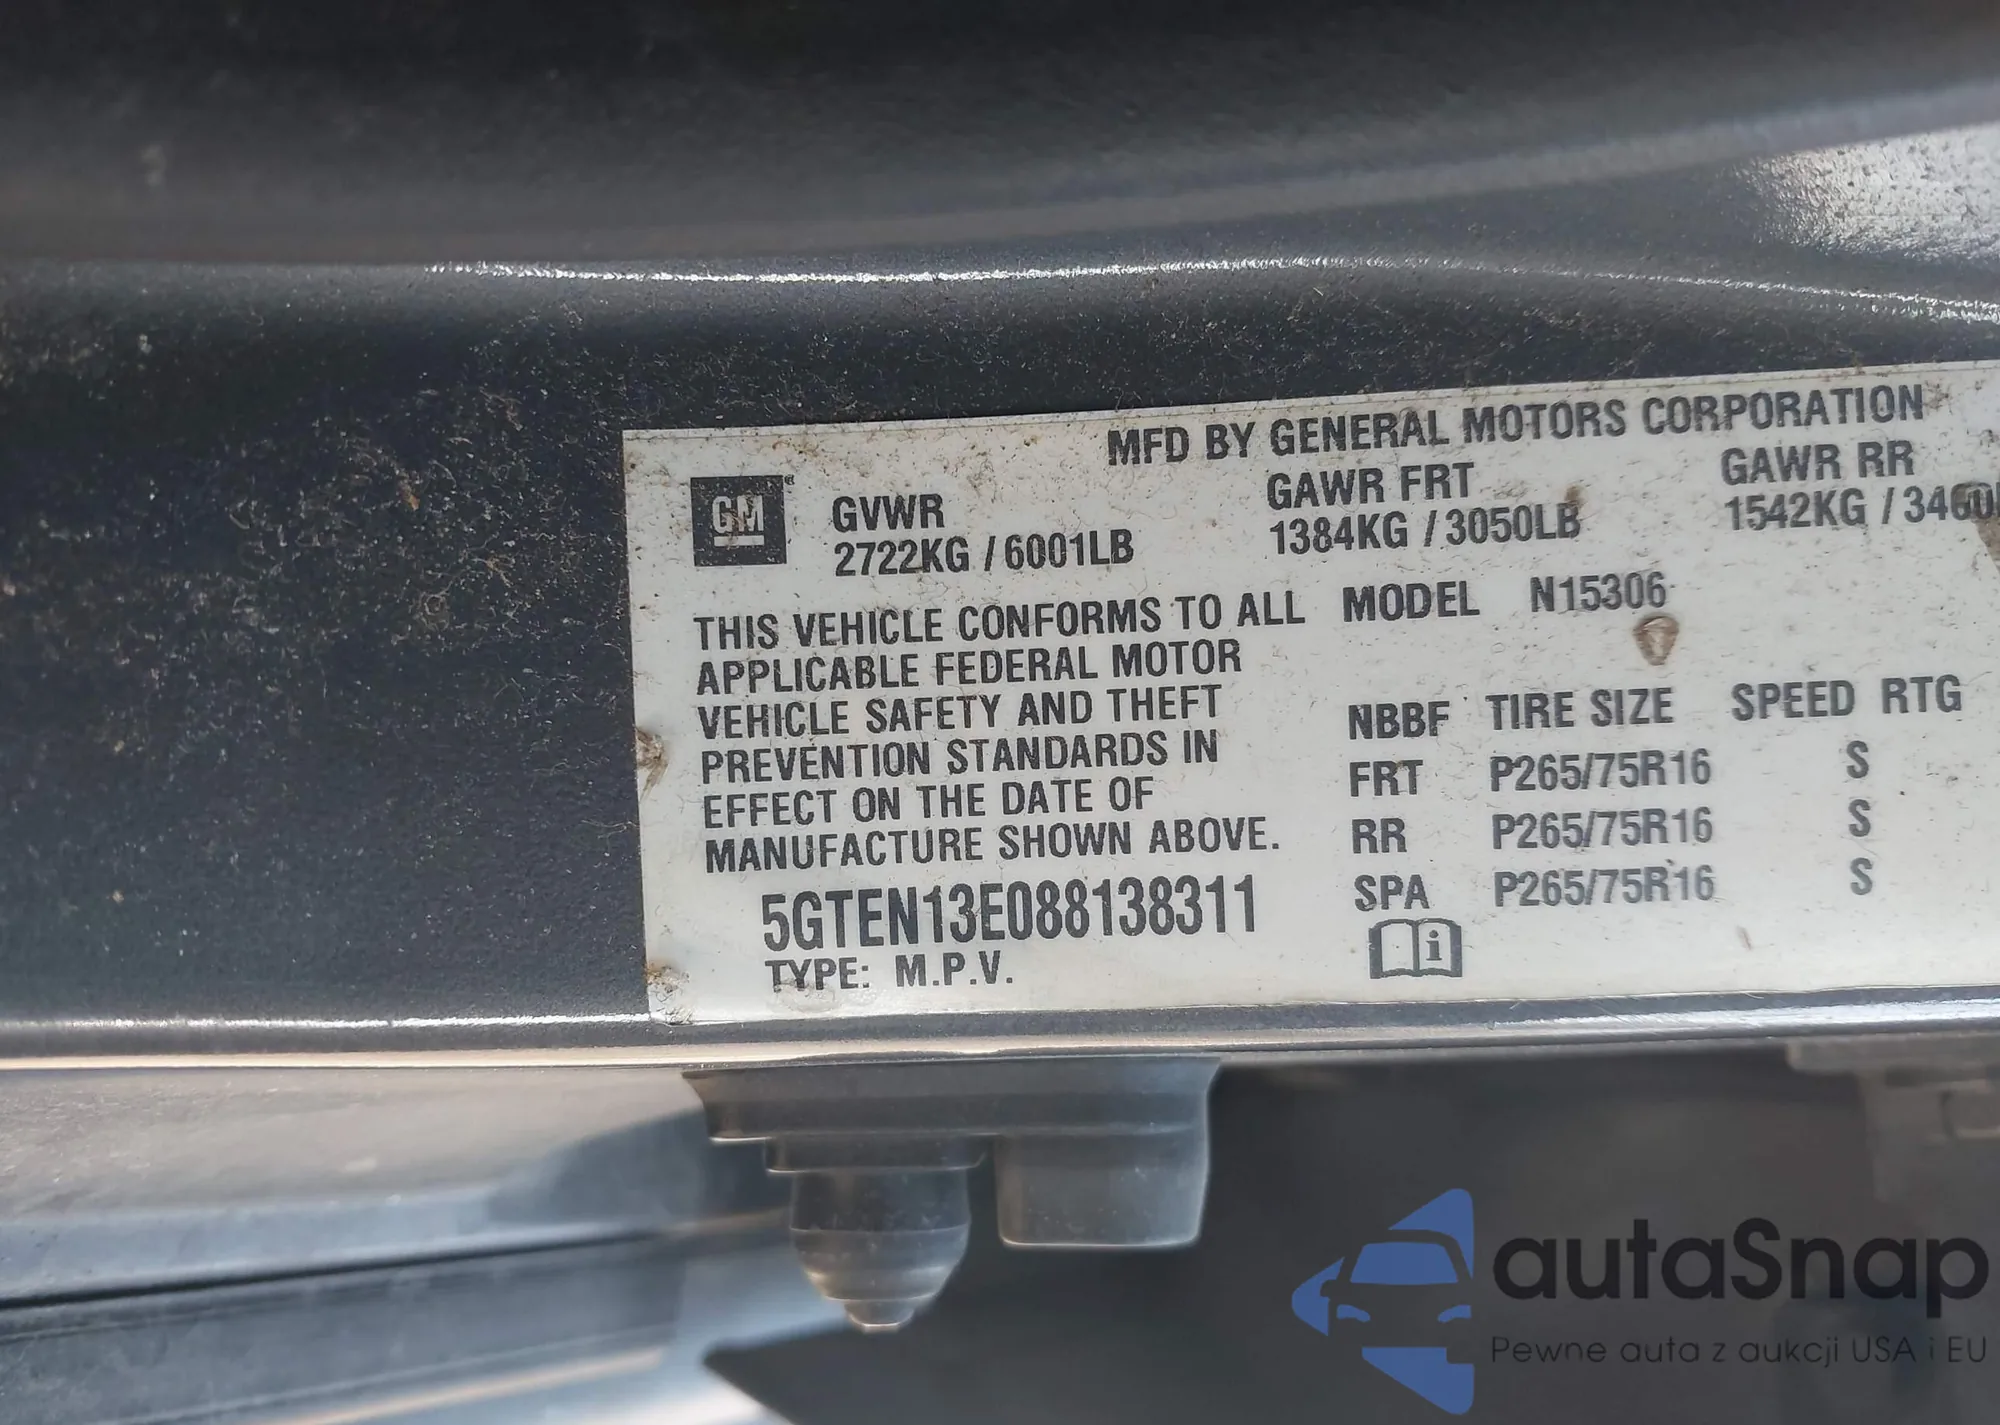 MFD BY GENERAL MOTORS CORPORATION
GM
GVWR GAWR FRT GAWR RR
2722KG / 6001LB 1384KG / 3050LB 1542KG /
THIS VEHICLE CONFORMS TO ALL MODEL N15306
APPLICABLE FEDERAL MOTOR
VEHICLE SAFETY AND THEFT
PREVENTION STANDARDS IN
EFFECT ON THE DATE OF
MANUFACTURE SHOWN ABOVE.
NBBF TIRE SIZE SPEED RTG
FRT P265/75R16 S
RR P265/75R16 S
SPA P265/75R16 S
5GTEN13E088138311
TYPE: M.P.V.
i
autaSnap
Pewne auta z aukcji USA i EU